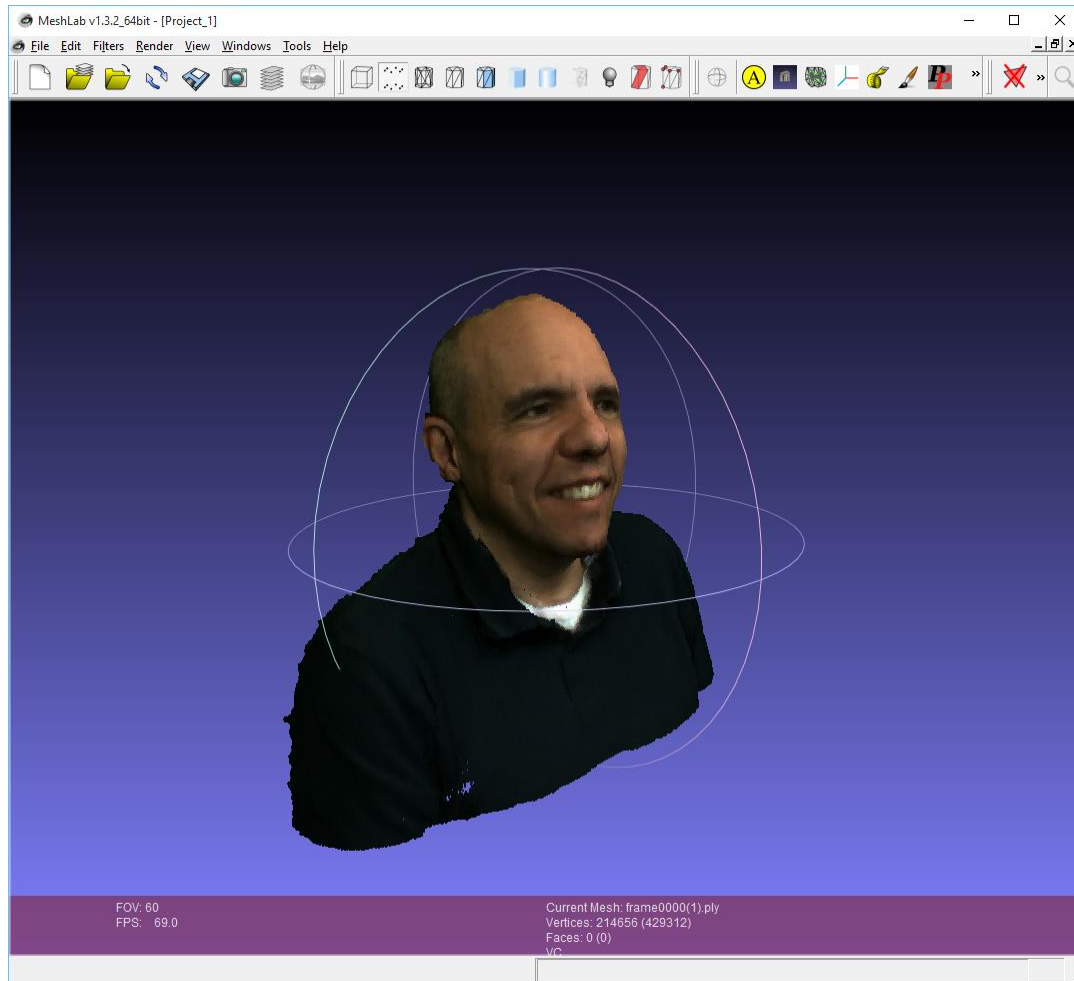 MeshLab v1.3.2_64bit - [Project_1]
File Edit Filters Render View Windows Tools Help
A
»
»
FOV: 60
FPS: 69.0
Current Mesh: frame0000(1).ply
Vertices: 214656 (429312)
Faces: 0 (0)
VC